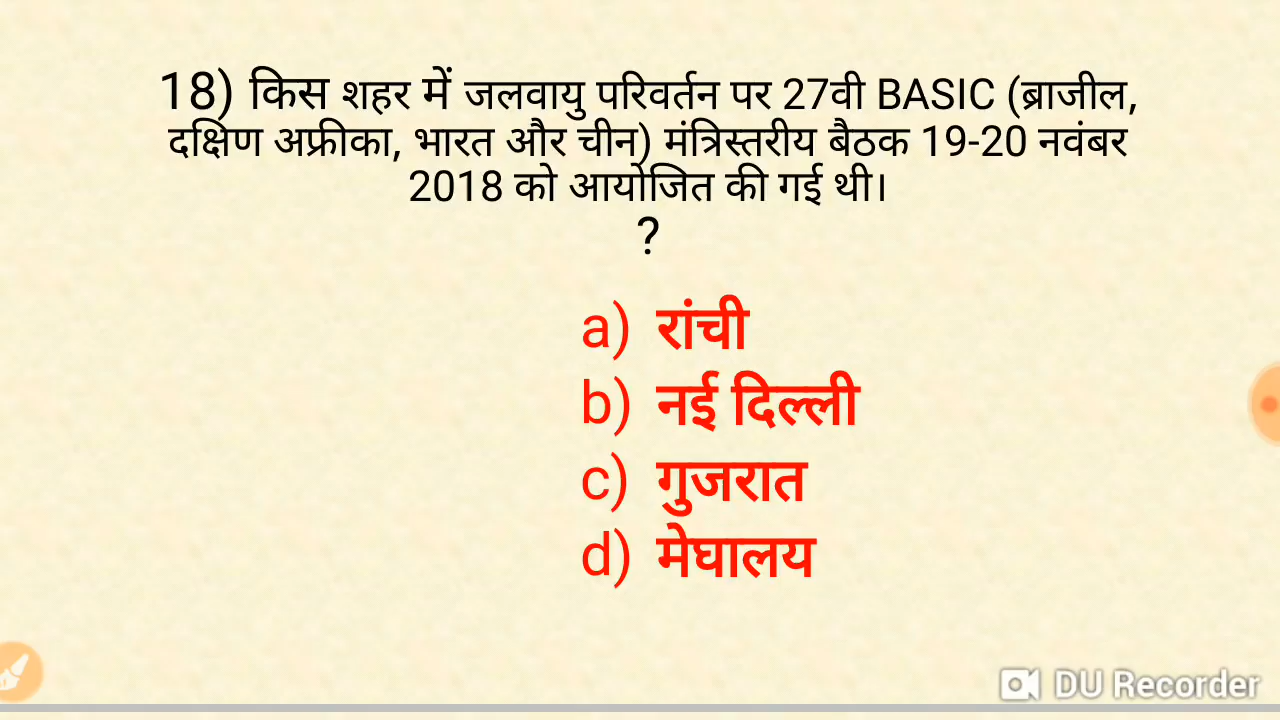 18) किस शहर में जलवायु परिवर्तन पर 27वी BASIC (ब्राजील,
दक्षिण अफ्रीका, भारत और चीन) मंत्रिस्तरीय बैठक 19-20 नवंबर
2018 को आयोजित की गई थी।
?
a) रांची
b) नई दिल्ली
c) गुजरात
d) मेघालय
DU Recorder